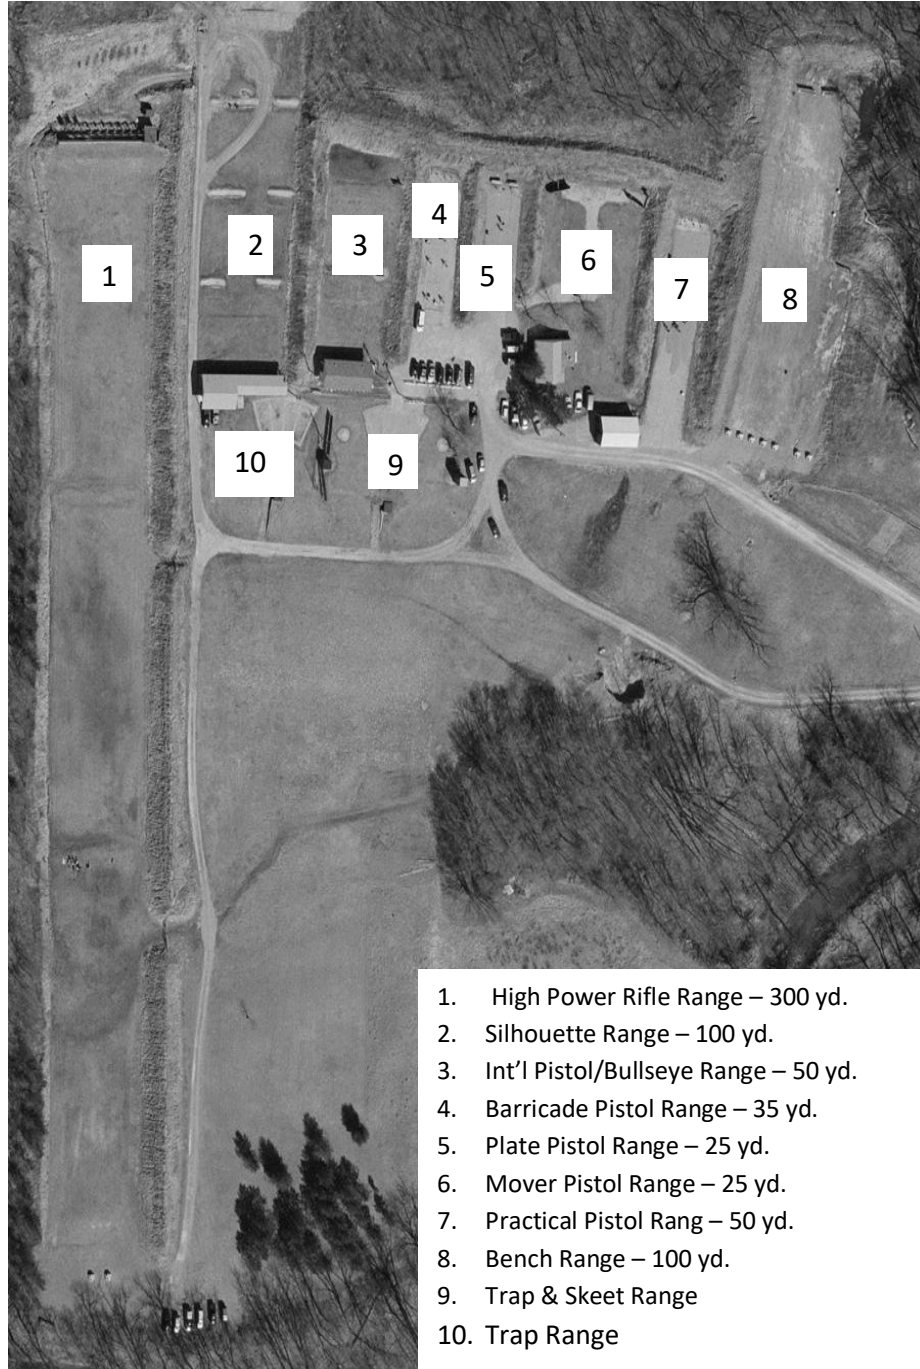 1
2
3
4
5
6
7
8
10
9
1. High Power Rifle Range – 300 yd.
2. Silhouette Range – 100 yd.
3. Int’l Pistol/Bullseye Range – 50 yd.
4. Barricade Pistol Range – 35 yd.
5. Plate Pistol Range – 25 yd.
6. Mover Pistol Range – 25 yd.
7. Practical Pistol Rang – 50 yd.
8. Bench Range – 100 yd.
9. Trap & Skeet Range
10. Trap Range